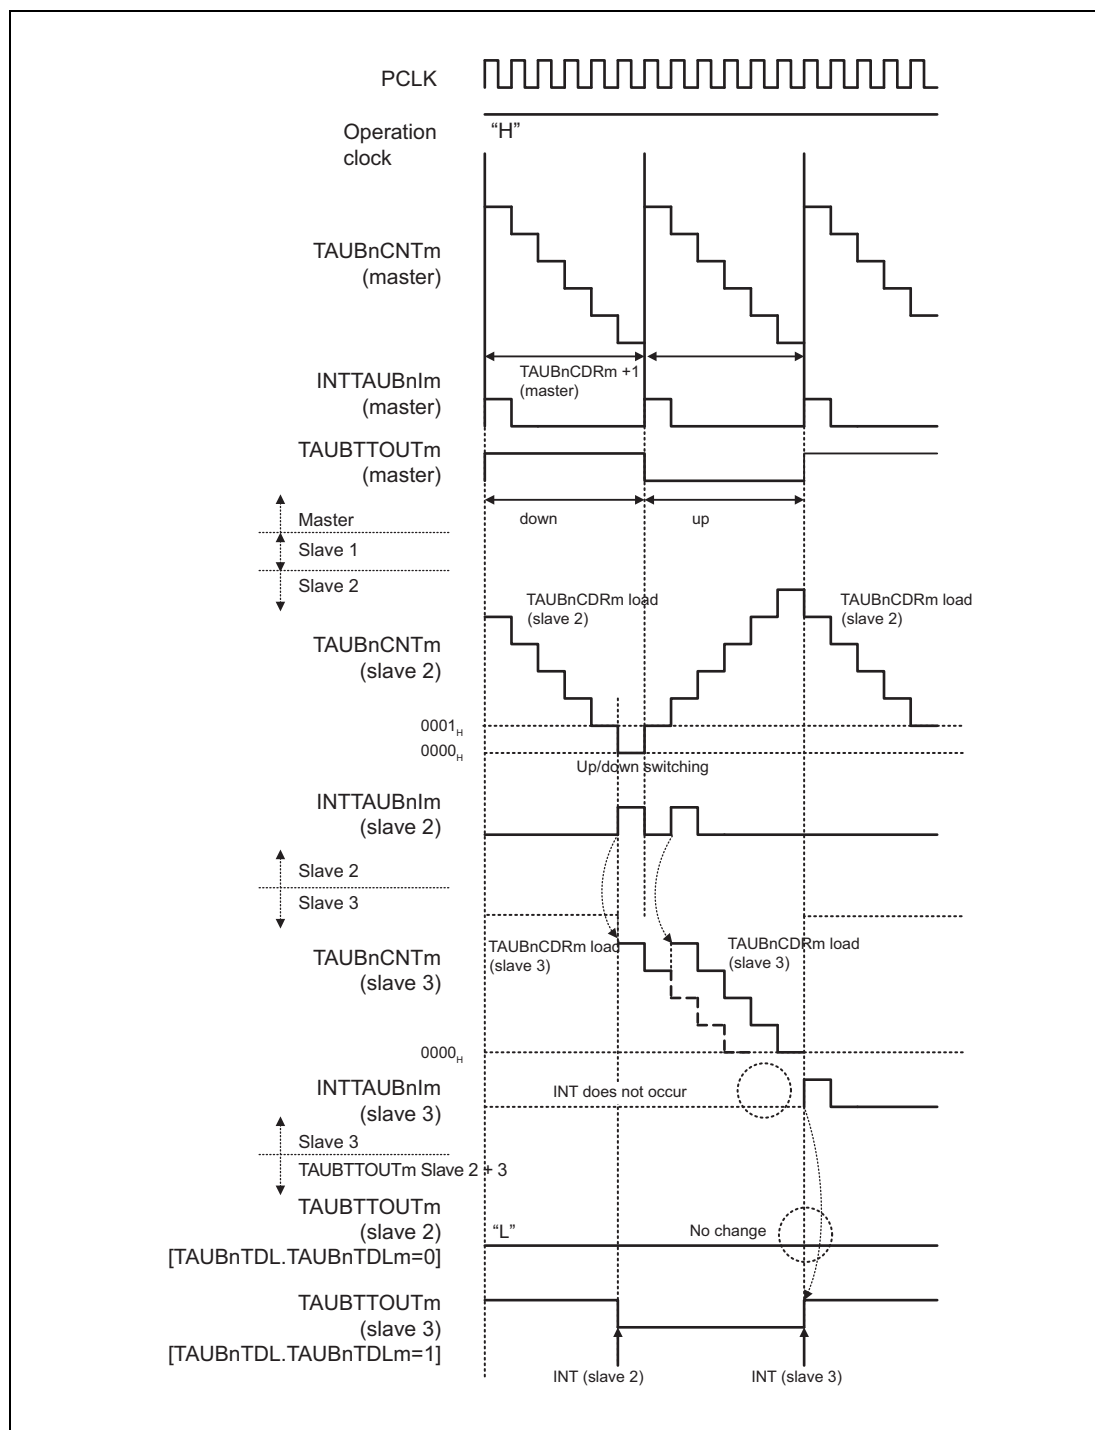 PCLK
Operation
clock
“H”
TAUBnCNTm
(master)
TAUBnCDRm +1
(master)
INTTAUBnIm
(master)
TAUBTTOUTm
(master)
down
up
Master
Slave 1
Slave 2
TAUBnCDRm load
(slave 2)
TAUBnCDRm load
(slave 2)
TAUBnCNTm
(slave 2)
0001H
0000H
Up/down switching
INTTAUBnIm
(slave 2)
Slave 2
Slave 3
TAUBnCDRm load
(slave 3)
TAUBnCDRm load
(slave 3)
TAUBnCNTm
(slave 3)
0000H
INTTAUBnIm
(slave 3)
INT does not occur
Slave 3
TAUBTTOUTm Slave 2 + 3
TAUBTTOUTm
(slave 2)
[TAUBnTDL.TAUBnTDLm=0]
“L”
No change
TAUBTTOUTm
(slave 3)
[TAUBnTDL.TAUBnTDLm=1]
INT (slave 2)
INT (slave 3)